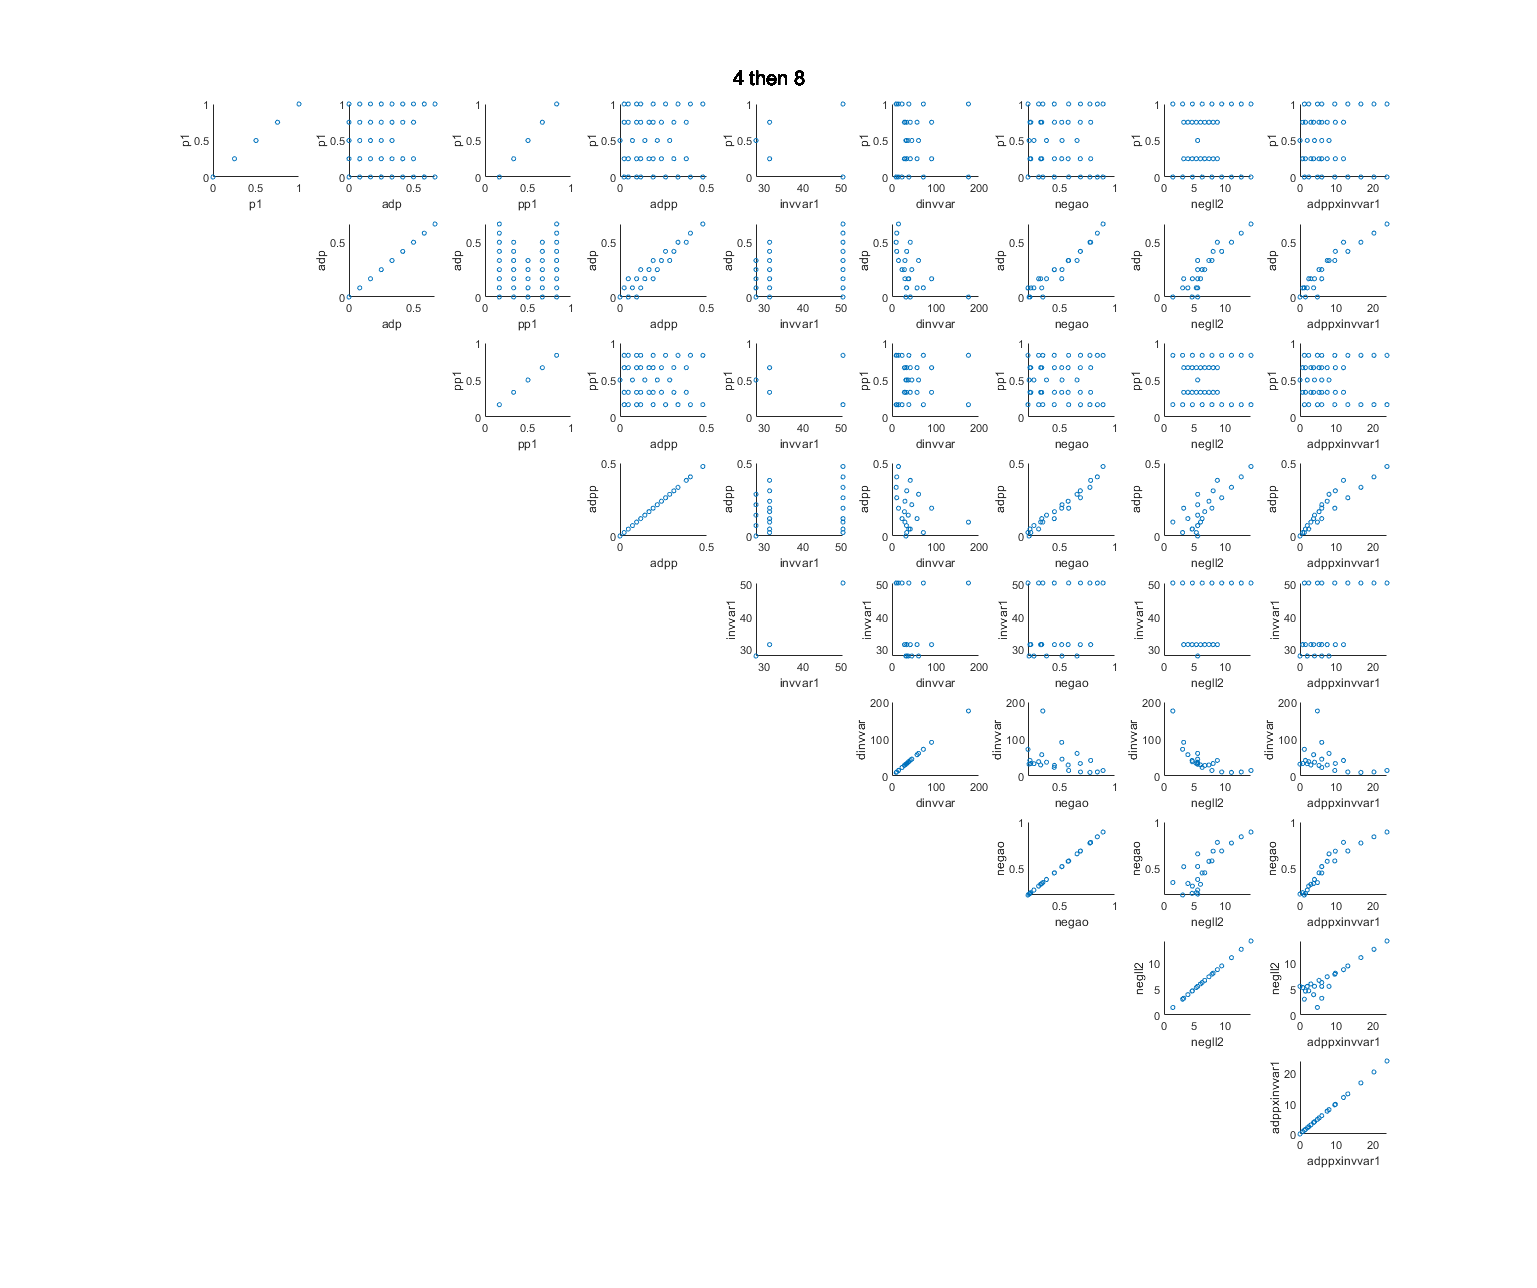 4 then 8
p1 1 0.5 0 0 0.5 1 p1
p1 1 0.5 0 0 0.5 adp
p1 1 0.5 0 0 0.5 1 pp1
p1 1 0.5 0 0 0.5 adpp
p1 1 0.5 0 30 40 50 invvar1
p1 1 0.5 0 0 100 200 dinvvar
p1 1 0.5 0 0.5 1 negao
p1 1 0.5 0 0 5 10 negll2
p1 1 0.5 0 0 10 20 adppxinvvar1
adp 0.5 0 0 0.5 adp
adp 0.5 0 0 0.5 1 pp1
adp 0.5 0 0 0.5 adpp
adp 0.5 0 30 40 50 invvar1
adp 0.5 0 0 100 200 dinvvar
adp 0.5 0 0.5 1 negao
adp 0.5 0 0 5 10 negll2
adp 0.5 0 0 10 20 adppxinvvar1
pp1 1 0.5 0 0 0.5 1 pp1
pp1 1 0.5 0 0 0.5 adpp
pp1 1 0.5 0 30 40 50 invvar1
pp1 1 0.5 0 0 100 200 dinvvar
pp1 1 0.5 0 0.5 1 negao
pp1 1 0.5 0 0 5 10 negll2
pp1 1 0.5 0 0 10 20 adppxinvvar1
adpp 0.5 0 0 0.5 adpp
adpp 0.5 0 30 40 50 invvar1
adpp 0.5 0 0 100 200 dinvvar
adpp 0.5 0 0.5 1 negao
adpp 0.5 0 0 5 10 negll2
adpp 0.5 0 0 10 20 adppxinvvar1
invvar1 50 40 30 30 40 50 invvar1
invvar1 50 40 30 0 100 200 dinvvar
invvar1 50 40 30 0.5 1 negao
invvar1 50 40 30 0 5 10 negll2
invvar1 50 40 30 0 10 20 adppxinvvar1
dinvvar 200 100 0 0 100 200 dinvvar
dinvvar 200 100 0 0.5 1 negao
dinvvar 200 100 0 0 5 10 negll2
dinvvar 200 100 0 0 10 20 adppxinvvar1
negao 1 0.5 0.5 1 negao
negao 1 0.5 0 5 10 negll2
negao 1 0.5 0 10 20 adppxinvvar1
negll2 10 5 0 0 5 10 negll2
negll2 10 5 0 0 10 20 adppxinvvar1
adppxinvvar1 20 10 0 0 10 20 adppxinvvar1